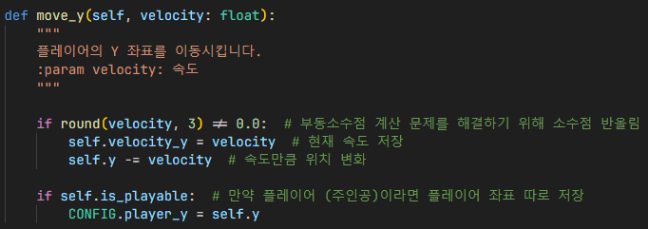 def move_y(self, velocity: float):
"""
플레이어의 Y 좌표를 이동시킵니다.
:param velocity: 속도
"""
if round(velocity, 3) != 0.0:  # 부동소수점 계산 문제를 해결하기 위해 소수점 반올림
self.velocity_y = velocity  # 현재 속도 저장
self.y -= velocity  # 속도만큼 위치 변화
if self.is_playable:  # 만약 플레이어 (주인공)이라면 플레이어 좌표 따로 저장
CONFIG.player_y = self.y